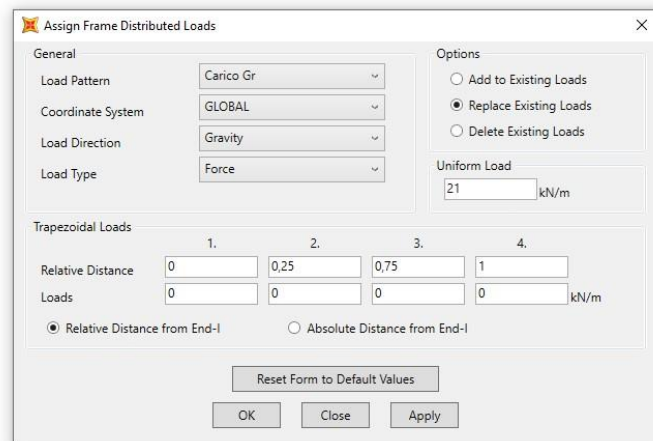 Assign Frame Distributed Loads
General
Load Pattern Carico Gr
Coordinate System GLOBAL
Load Direction Gravity
Load Type Force
Options
Add to Existing Loads
Replace Existing Loads
Delete Existing Loads
Uniform Load
21 kN/m
Trapezoidal Loads
1. 2. 3. 4.
Relative Distance 0 0,25 0,75 1
Loads 0 0 0 0 kN/m
Relative Distance from End-I Absolute Distance from End-I
Reset Form to Default Values
OK Close Apply